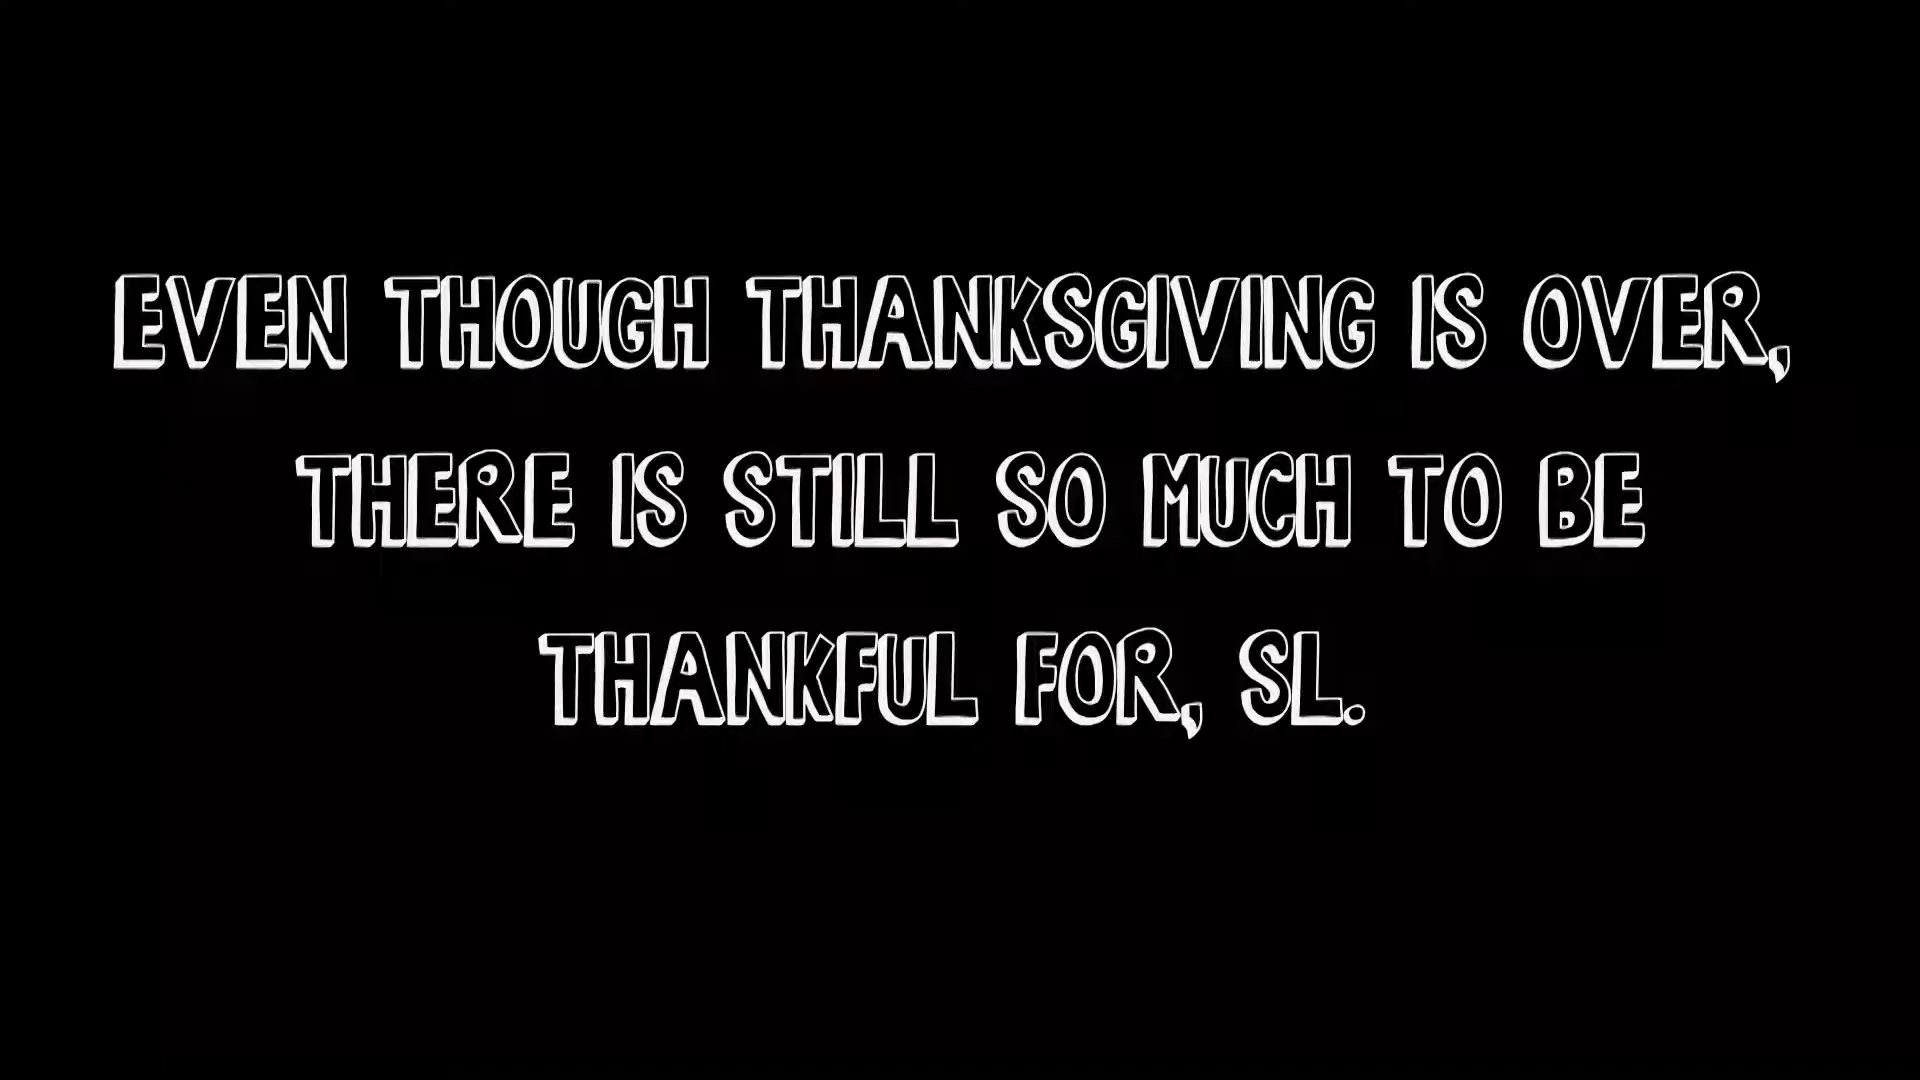 EVEN THOUGH THANKSGIVING IS OVER,
THERE IS STILL SO MUCH TO BE
THANKFUL FOR, SL.